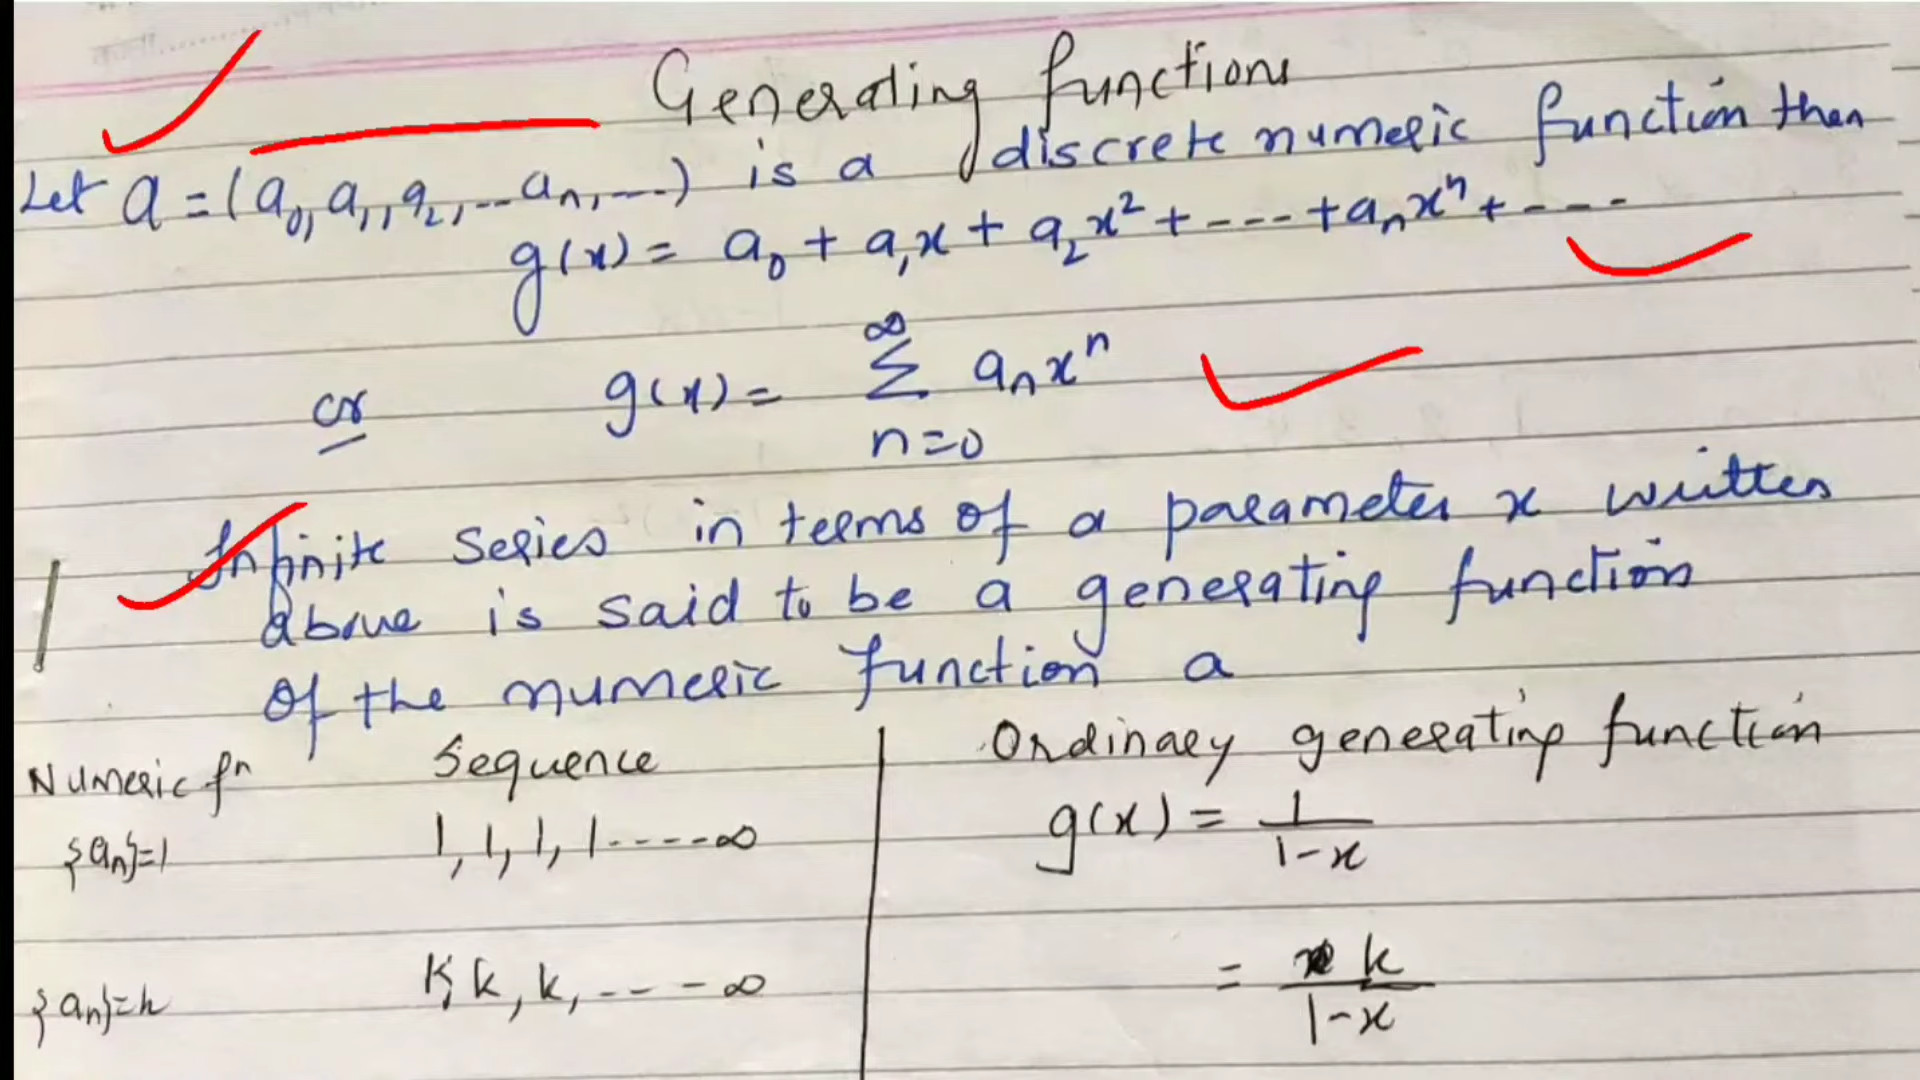 Generating functions
Let a = (a₀, a₁, a₂, ... aₙ, ....) is a discrete numeric function then
g(x) = a₀ + a₁x + a₂x² + ---- + aₙxⁿ + ----
or g(x) = ∞ Σ n=0 aₙxⁿ
Infinite series in terms of a parameter x written
above is said to be a generating function
of the numeric function a
Numeric fⁿ Sequence Ordinary generating function
{aₙ}=1 1, 1, 1, 1 -----∞ g(x) = 1/(1-x)
{aₙ}=k k, k, k, ---- ∞ = k/(1-x)